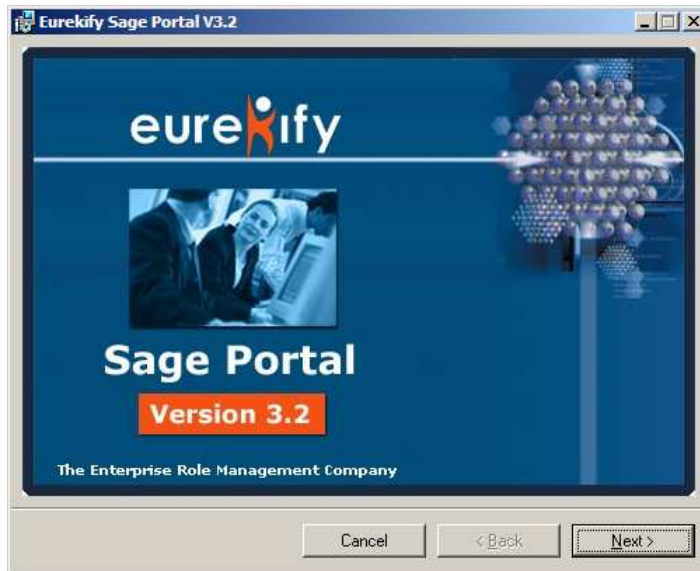 Eurekify Sage Portal V3.2
eurekify
Sage Portal
Version 3.2
The Enterprise Role Management Company
Cancel
< Back
Next >